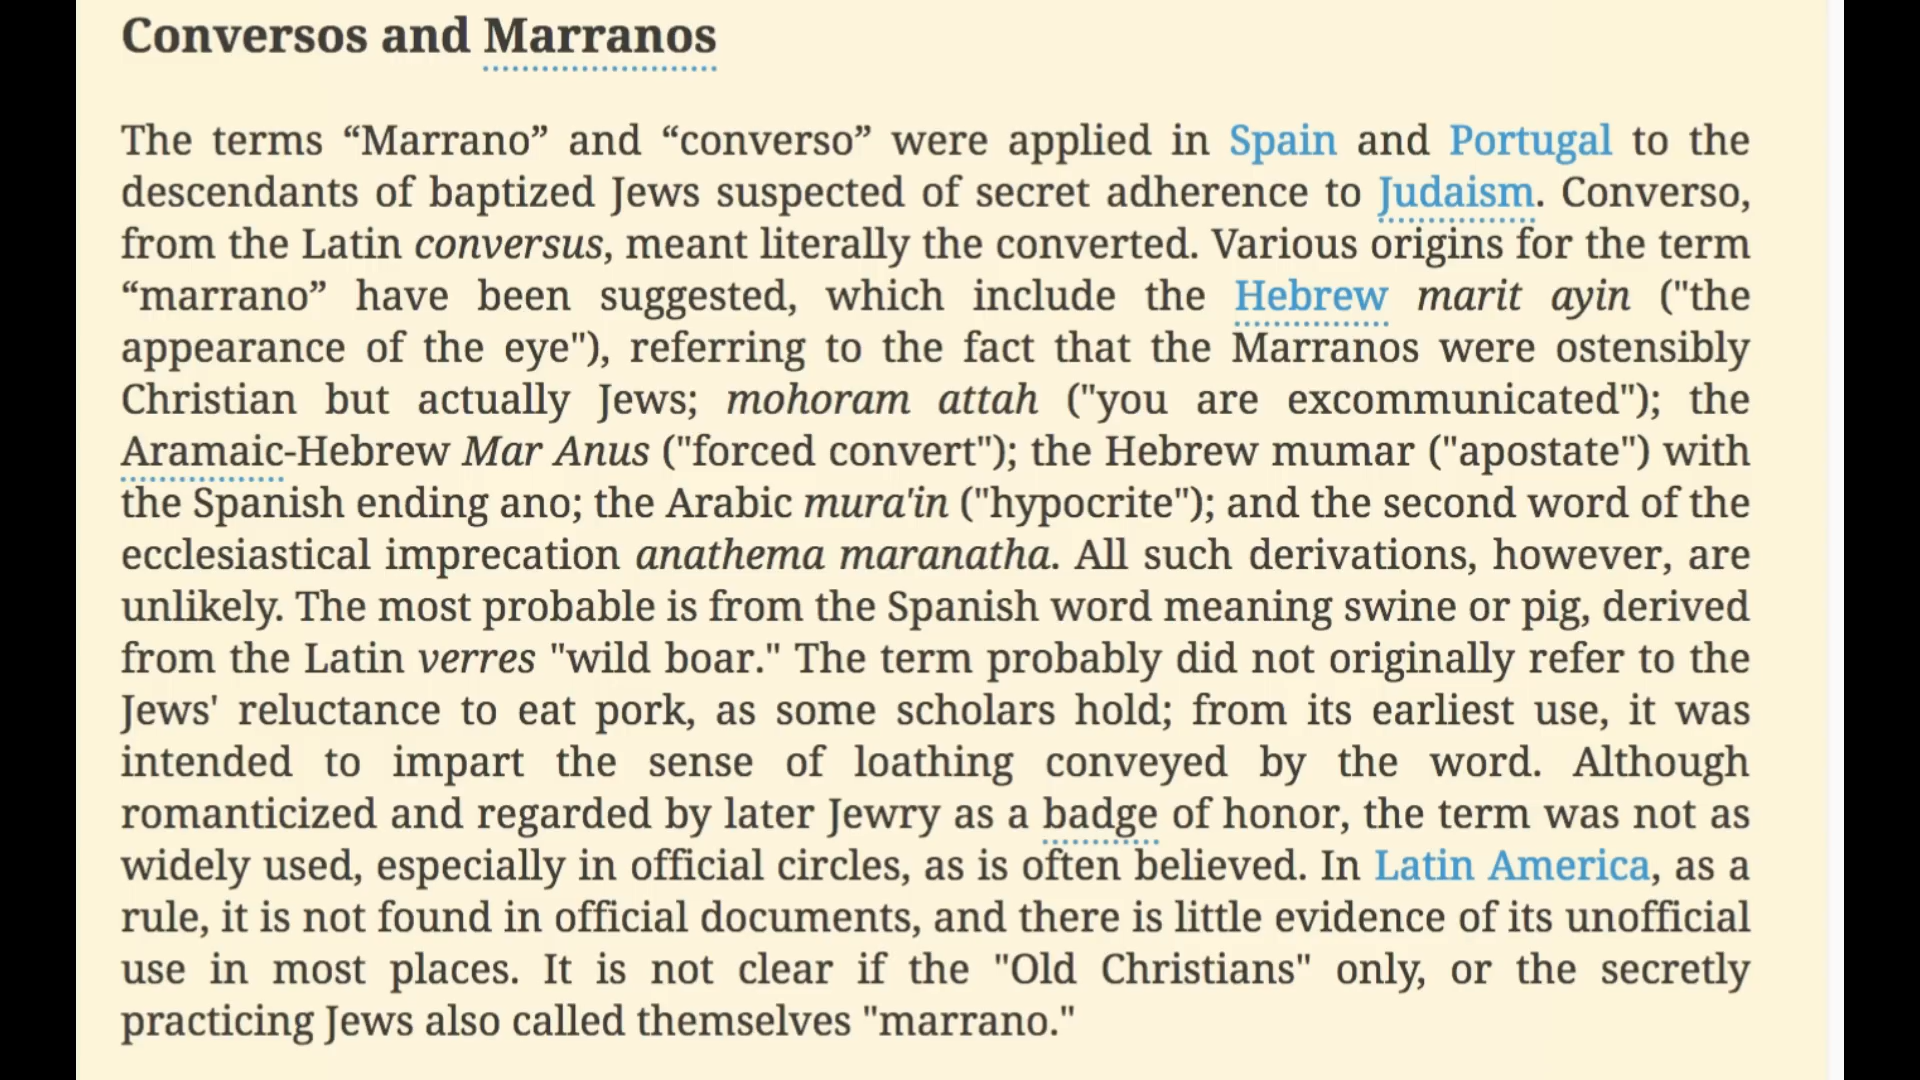 Conversos and Marranos
The terms “Marrano” and “converso” were applied in Spain and Portugal to the
descendants of baptized Jews suspected of secret adherence to Judaism. Converso,
from the Latin conversus, meant literally the converted. Various origins for the term
“marrano” have been suggested, which include the Hebrew marit ayin ("the
appearance of the eye"), referring to the fact that the Marranos were ostensibly
Christian but actually Jews; mohoram attah ("you are excommunicated"); the
Aramaic-Hebrew Mar Anus ("forced convert"); the Hebrew mumar ("apostate") with
the Spanish ending ano; the Arabic mura'in ("hypocrite"); and the second word of the
ecclesiastical imprecation anathema maranatha. All such derivations, however, are
unlikely. The most probable is from the Spanish word meaning swine or pig, derived
from the Latin verres "wild boar." The term probably did not originally refer to the
Jews' reluctance to eat pork, as some scholars hold; from its earliest use, it was
intended to impart the sense of loathing conveyed by the word. Although
romanticized and regarded by later Jewry as a badge of honor, the term was not as
widely used, especially in official circles, as is often believed. In Latin America, as a
rule, it is not found in official documents, and there is little evidence of its unofficial
use in most places. It is not clear if the "Old Christians" only, or the secretly
practicing Jews also called themselves "marrano."